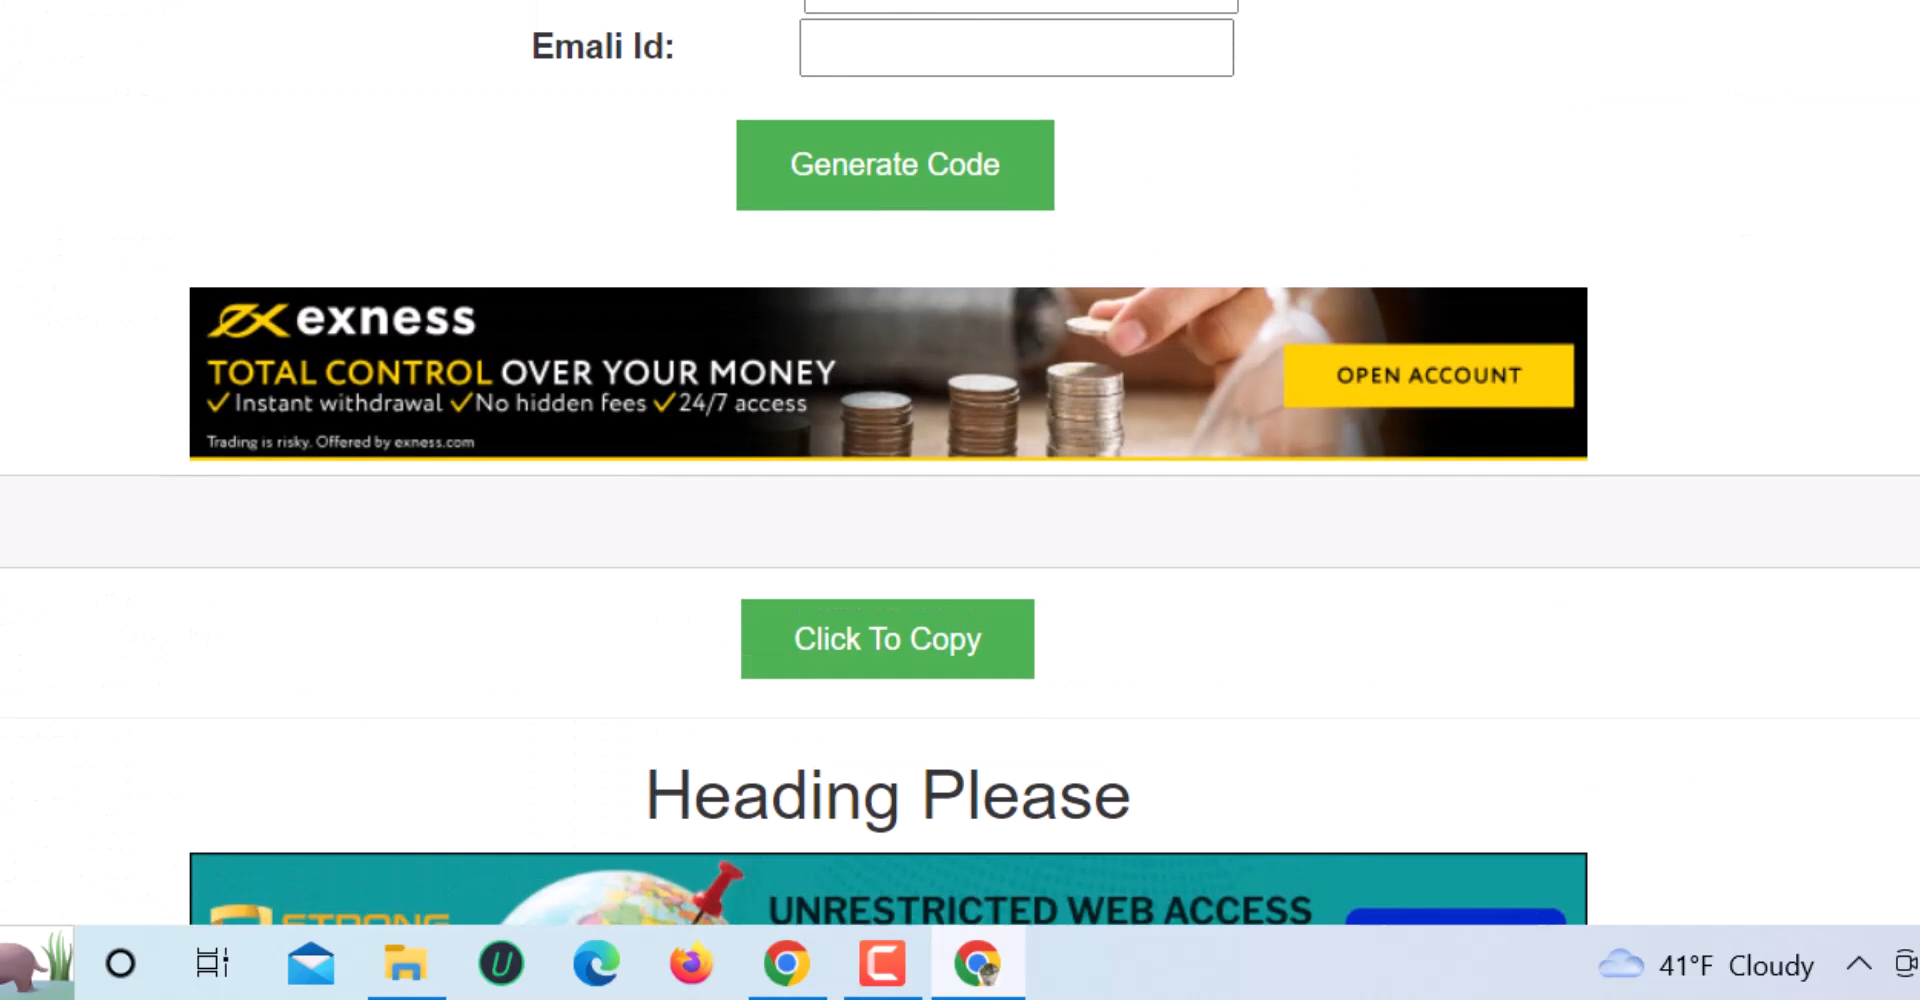 Emali Id:
Generate Code
exness
TOTAL CONTROL OVER YOUR MONEY
Instant withdrawal No hidden fees 24/7 access
OPEN ACCOUNT
Trading is risky. Offered by exness.com
Click To Copy
Heading Please
UNRESTRICTED WEB ACCESS
STRONG
41°F Cloudy